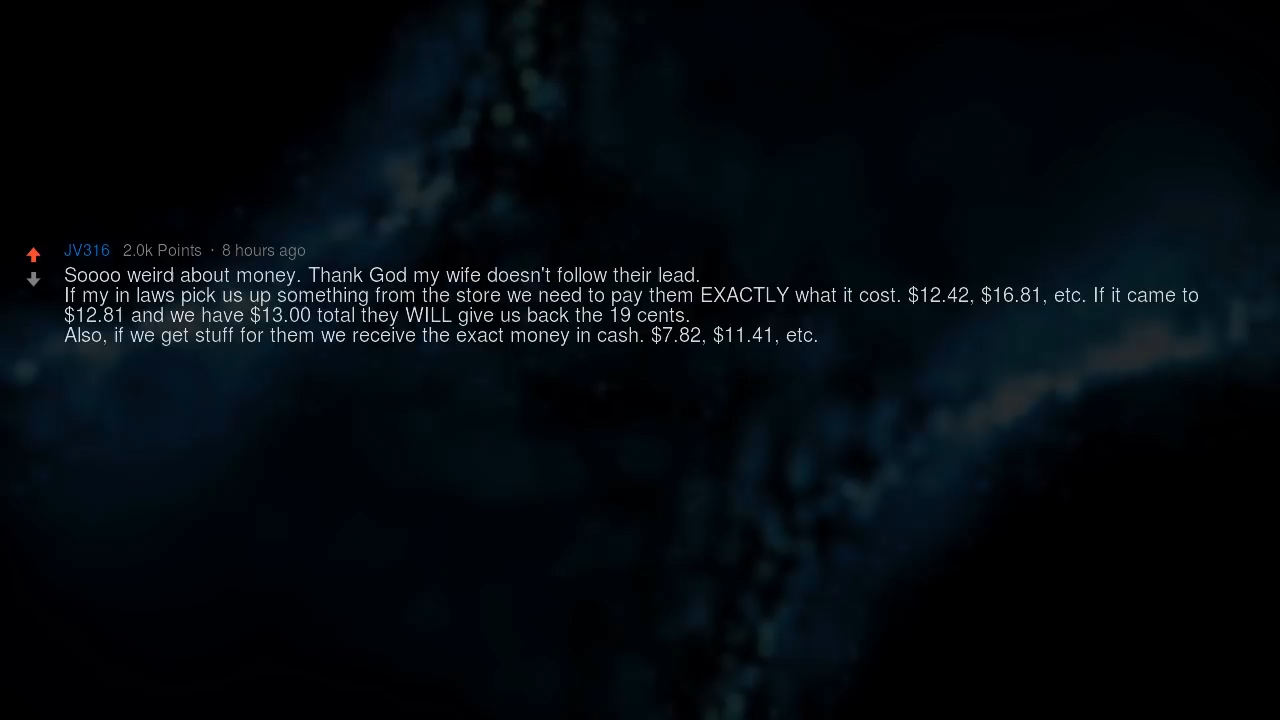 JV316 2.0k Points · 8 hours ago
Soooo weird about money. Thank God my wife doesn't follow their lead.
If my in laws pick us up something from the store we need to pay them EXACTLY what it cost. $12.42, $16.81, etc. If it came to
$12.81 and we have $13.00 total they WILL give us back the 19 cents.
Also, if we get stuff for them we receive the exact money in cash. $7.82, $11.41, etc.